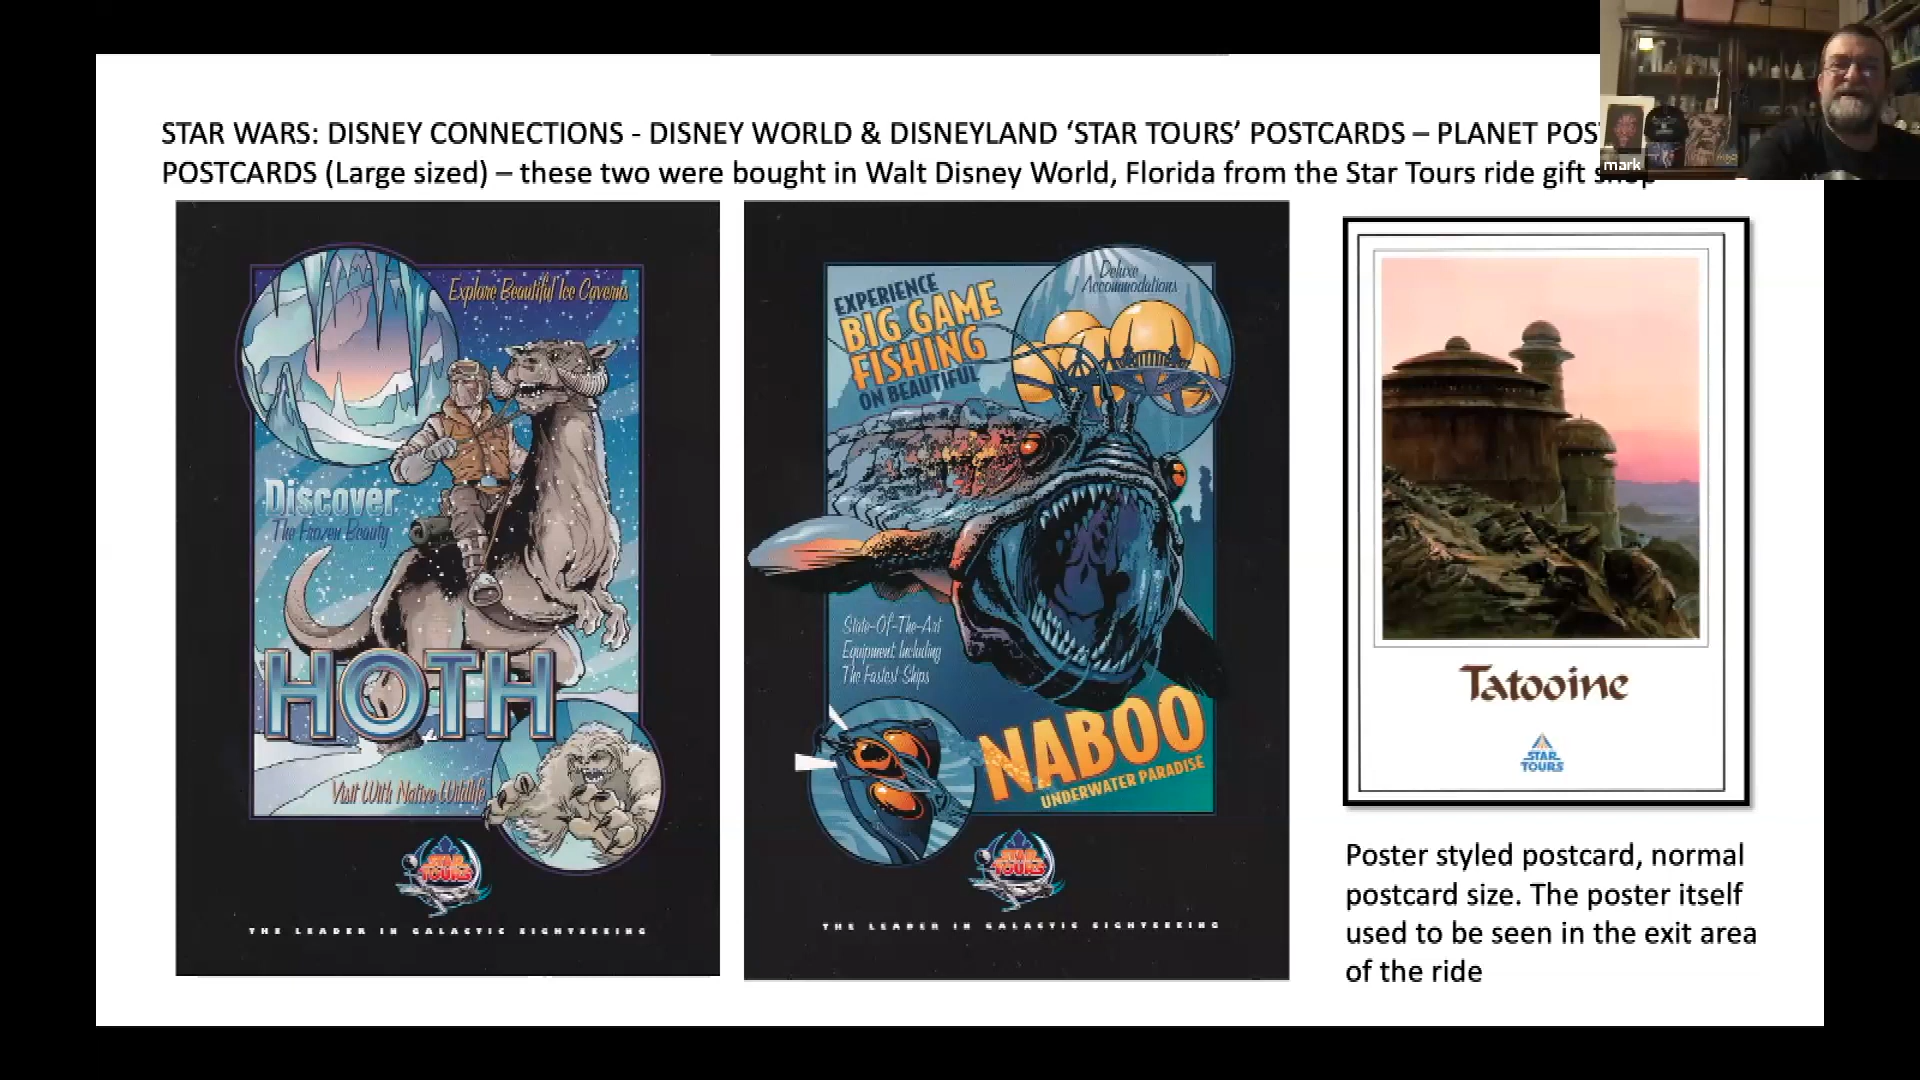 STAR WARS: DISNEY CONNECTIONS - DISNEY WORLD & DISNEYLAND ‘STAR TOURS’ POSTCARDS – PLANET
POSTCARDS (Large sized) – these two were bought in Walt Disney World, Florida from the Star Tours ride gift shop
mark
Explore Beautiful Ice Caverns
Discover
The Frozen Beauty
HOTH
Visit With Native Wildlife
STAR
TOURS
THE LEADER IN GALACTIC SIGHTSEEING
EXPERIENCE
BIG GAME
FISHING
ON BEAUTIFUL
Deluxe
Accommodations
State-Of-The-Art
Equipment Including
The Fastest Ships
NABOO
UNDERWATER PARADISE
STAR
TOURS
THE LEADER IN GALACTIC SIGHTSEEING
Tatooine
STAR
TOURS
Poster styled postcard, normal
postcard size. The poster itself
used to be seen in the exit area
of the ride